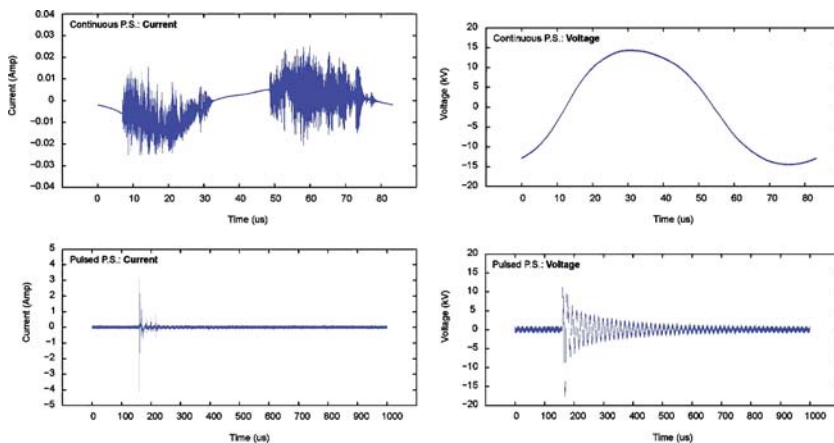 Continuous P.S.: Current
Current (Amp)
0.04
0.03
0.02
0.01
0
-0.01
-0.02
-0.03
0.04
0 10 20 30 40 50 60 70 80
Time (us)
Continuous P.S.: Voltage
Voltage (kV)
20
15
10
5
0
-5
-10
-15
-20
0 10 20 30 40 50 60 70 80
Time (us)
Pulsed P.S.: Current
Current (Amp)
5
4
3
2
1
0
-1
-2
-3
-4
-5
0 100 200 300 400 500 600 700 800 900 1000
Time (us)
Pulsed P.S.: Voltage
Voltage (kV)
20
15
10
5
0
-5
-10
-15
-20
0 100 200 300 400 500 600 700 800 900 1000
Time (us)